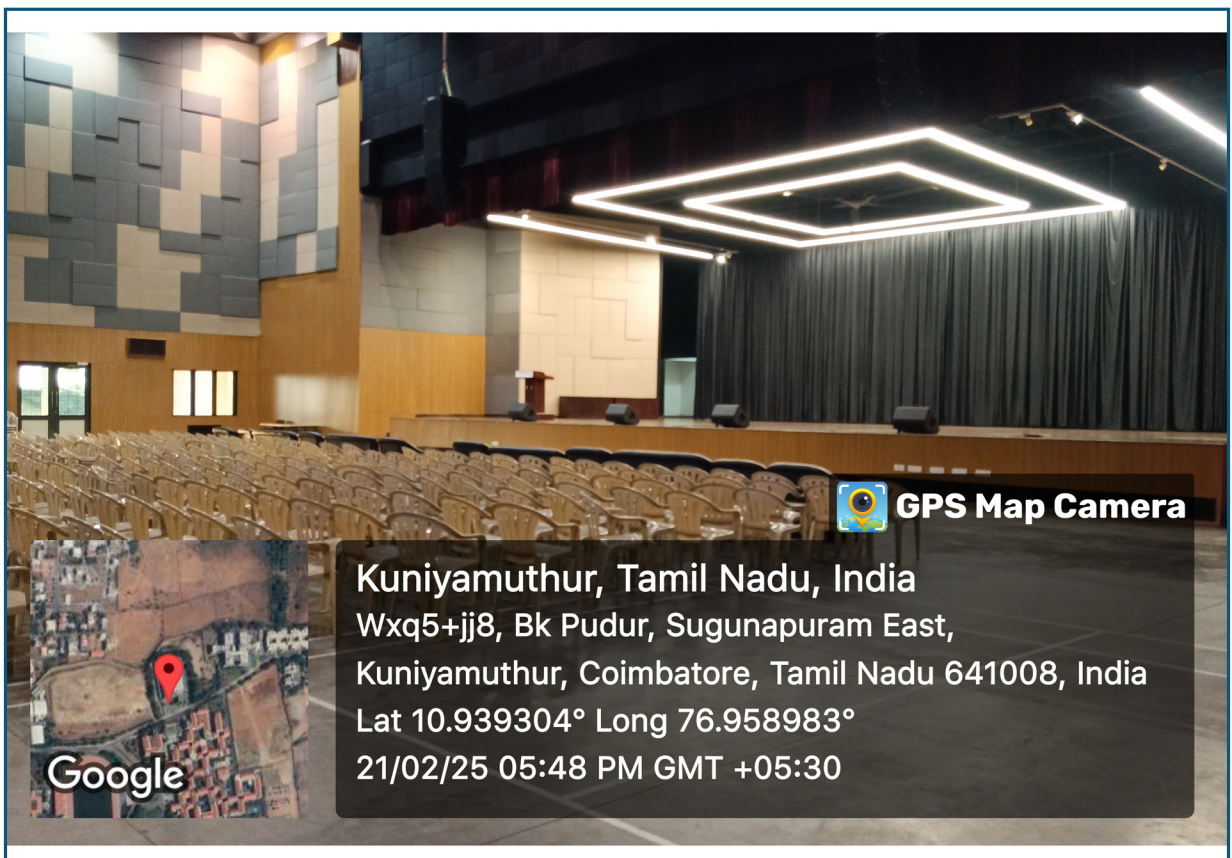 GPS Map Camera
Kuniyamuthur, Tamil Nadu, India
Wxq5+jj8, Bk Pudur, Sugunapuram East,
Kuniyamuthur, Coimbatore, Tamil Nadu 641008, India
Lat 10.939304° Long 76.958983°
21/02/25 05:48 PM GMT +05:30
Google